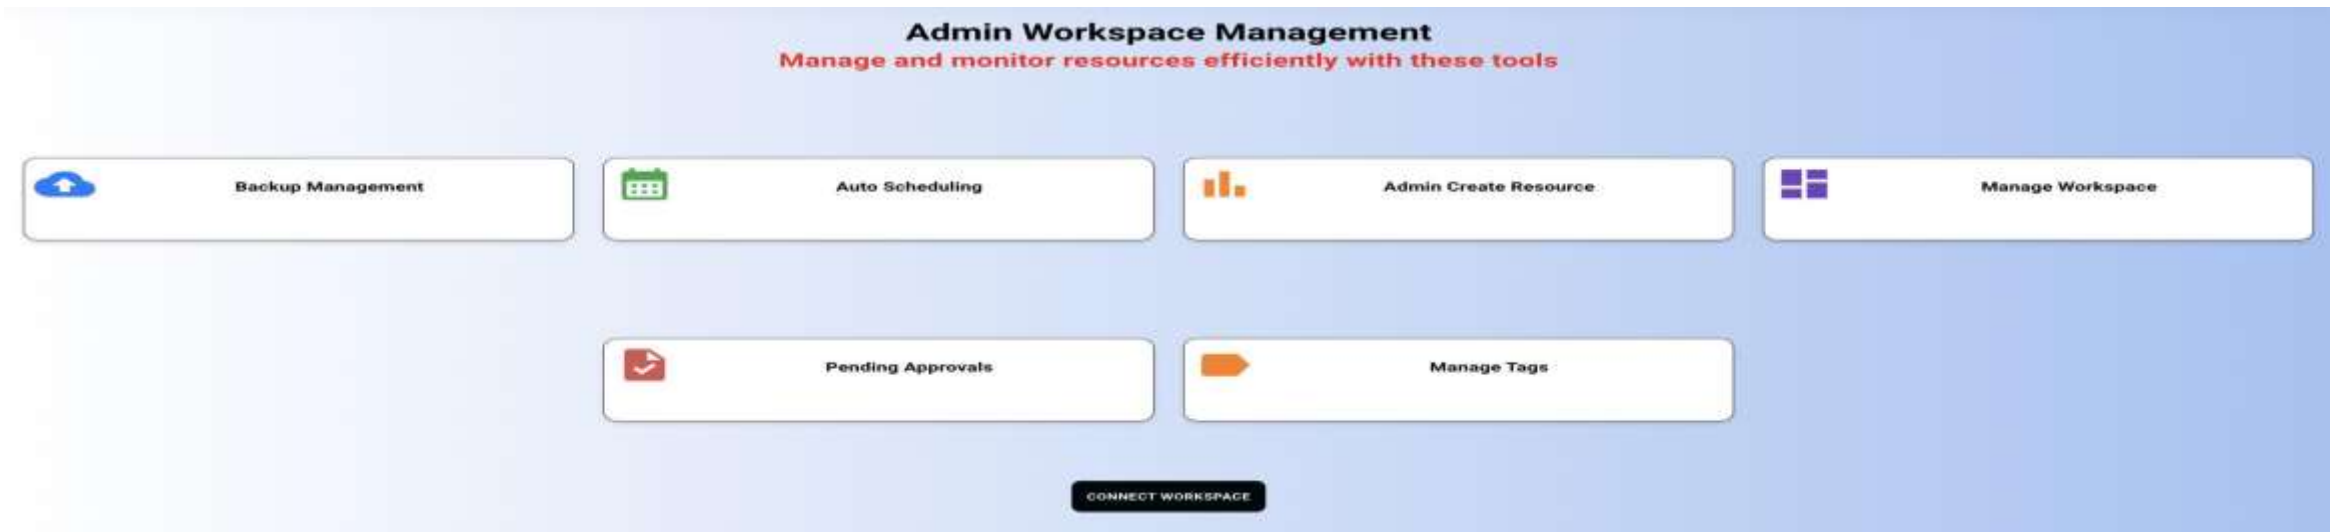 Admin Workspace Management
Manage and monitor resources efficiently with these tools
Backup Management
Auto Scheduling
Admin Create Resource
Manage Workspace
Pending Approvals
Manage Tags
CONNECT WORKSPACE